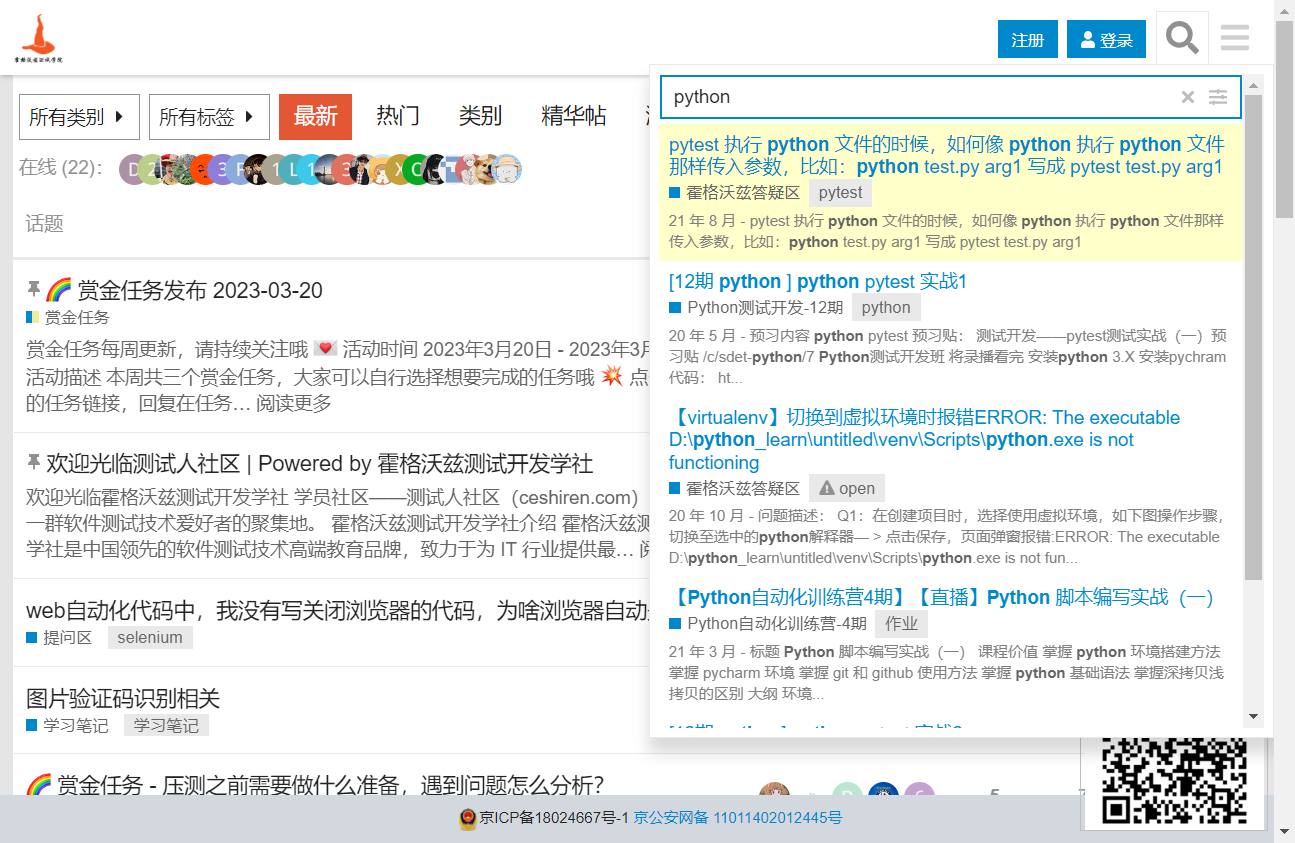 霍格沃兹测试学院
注册
登录
所有类别
所有标签
最新
热门
类别
精华帖
在线 (22):
话题
赏金任务发布 2023-03-20
赏金任务
赏金任务每周更新，请持续关注哦 💌 活动时间 2023年3月20日 - 2023年3月
活动描述 本周共三个赏金任务，大家可以自行选择想要完成的任务哦 💥 点
的任务链接，回复在任务… 阅读更多
欢迎光临测试人社区 | Powered by 霍格沃兹测试开发学社
欢迎光临霍格沃兹测试开发学社 学员社区——测试人社区（ceshiren.com）
一群软件测试技术爱好者的聚集地。 霍格沃兹测试开发学社介绍 霍格沃兹测
学社是中国领先的软件测试技术高端教育品牌，致力于为 IT 行业提供最…
web自动化代码中，我没有写关闭浏览器的代码，为啥浏览器自动
提问区
selenium
图片验证码识别相关
学习笔记
学习笔记
赏金任务 - 压测之前需要做什么准备，遇到问题怎么分析？
python
pytest 执行 python 文件的时候，如何像 python 执行 python 文件
那样传入参数，比如：python test.py arg1 写成 pytest test.py arg1
霍格沃兹答疑区
pytest
21 年 8 月 - pytest 执行 python 文件的时候，如何像 python 执行 python 文件那样
传入参数，比如：python test.py arg1 写成 pytest test.py arg1
[12期 python ] python pytest 实战1
Python测试开发-12期
python
20 年 5 月 - 预习内容 python pytest 预习贴： 测试开发——pytest测试实战（一）预
习贴 /c/sdet-python/7 Python测试开发班 将录播看完 安装python 3.X 安装pychram
代码： ht...
【virtualenv】切换到虚拟环境时报错ERROR: The executable
D:\python_learn\untitled\venv\Scripts\python.exe is not
functioning
霍格沃兹答疑区
open
20 年 10 月 - 问题描述： Q1：在创建项目时，选择使用虚拟环境，如下图操作步骤，
切换至选中的python解释器— > 点击保存，页面弹窗报错:ERROR: The executable
D:\python_learn\untitled\venv\Scripts\python.exe is not fun...
【Python自动化训练营4期】【直播】Python 脚本编写实战（一）
Python自动化训练营-4期
作业
21 年 3 月 - 标题 Python 脚本编写实战（一） 课程价值 掌握 python 环境搭建方法
掌握 pycharm 环境 掌握 git 和 github 使用方法 掌握 python 基础语法 掌握深拷贝浅
拷贝的区别 大纲 环境...
京ICP备18024667号-1 京公安网备 11011402012445号